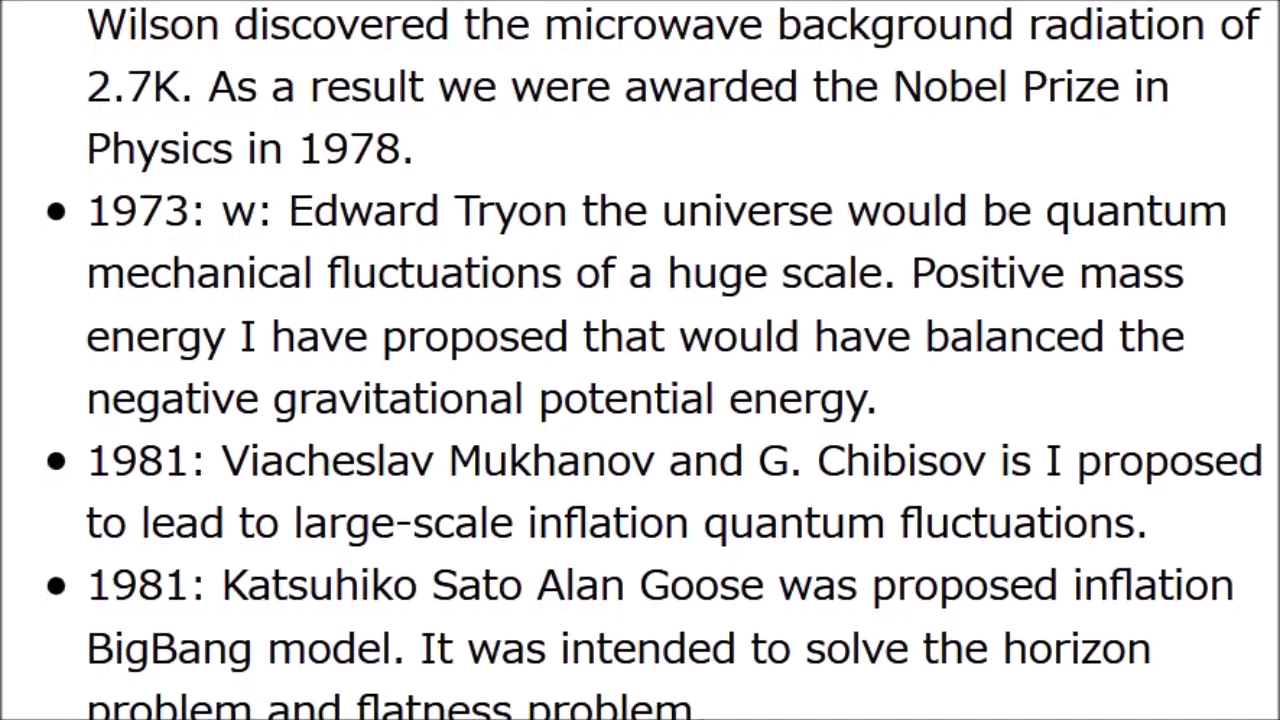 Wilson discovered the microwave background radiation of
2.7K. As a result we were awarded the Nobel Prize in
Physics in 1978.
• 1973: w: Edward Tryon the universe would be quantum
mechanical fluctuations of a huge scale. Positive mass
energy I have proposed that would have balanced the
negative gravitational potential energy.
• 1981: Viacheslav Mukhanov and G. Chibisov is I proposed
to lead to large-scale inflation quantum fluctuations.
• 1981: Katsuhiko Sato Alan Goose was proposed inflation
BigBang model. It was intended to solve the horizon
problem and flatness problem.